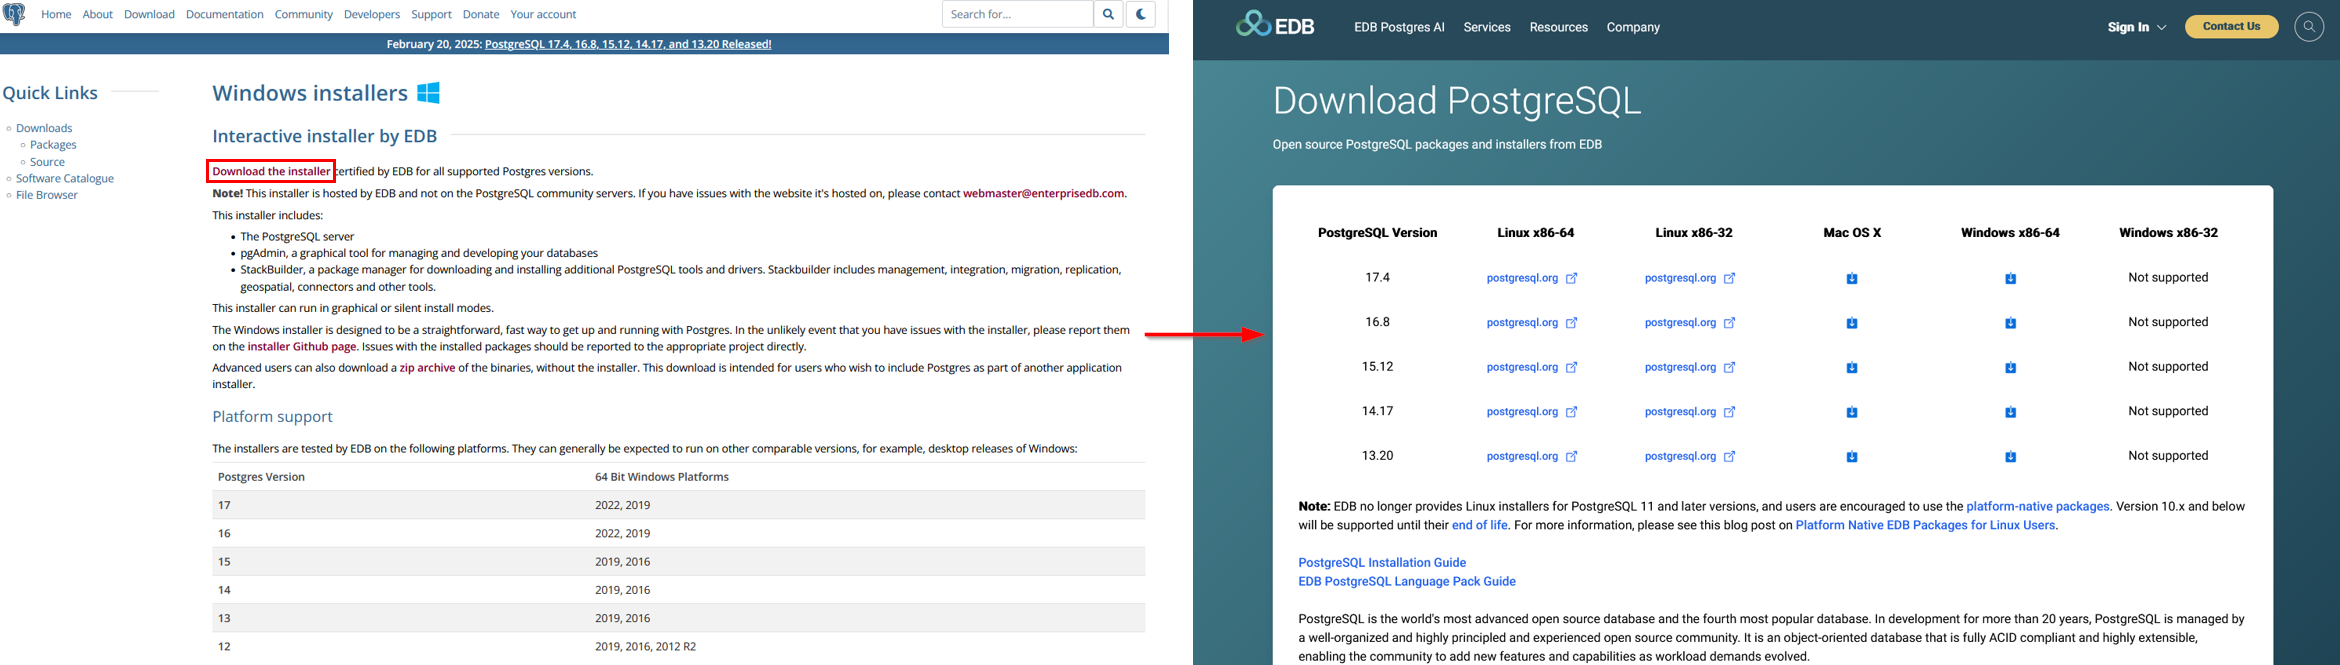 Home About Download Documentation Community Developers Support Donate Your account
Search for...
February 20, 2025: PostgreSQL 17.4, 16.8, 15.12, 14.17, and 13.20 Released!
Quick Links
Downloads
Packages
Source
Software Catalogue
File Browser
Windows installers
Interactive installer by EDB
Download the installer certified by EDB for all supported Postgres versions.
Note! This installer is hosted by EDB and not on the PostgreSQL community servers. If you have issues with the website it's hosted on, please contact webmaster@enterprisedb.com.
This installer includes:
The PostgreSQL server
pgAdmin, a graphical tool for managing and developing your databases
StackBuilder, a package manager for downloading and installing additional PostgreSQL tools and drivers. Stackbuilder includes management, integration, migration, replication,
geospatial, connectors and other tools.
This installer can run in graphical or silent install modes.
The Windows installer is designed to be a straightforward, fast way to get up and running with Postgres. In the unlikely event that you have issues with the installer, please report them
on the installer Github page. Issues with the installed packages should be reported to the appropriate project directly.
Advanced users can also download a zip archive of the binaries, without the installer. This download is intended for users who wish to include Postgres as part of another application
installer.
Platform support
The installers are tested by EDB on the following platforms. They can generally be expected to run on other comparable versions, for example, desktop releases of Windows:
Postgres Version 64 Bit Windows Platforms
17 2022, 2019
16 2022, 2019
15 2019, 2016
14 2019, 2016
13 2019, 2016
12 2019, 2016, 2012 R2
EDB EDB Postgres AI Services Resources Company Sign In Contact Us
Download PostgreSQL
Open source PostgreSQL packages and installers from EDB
PostgreSQL Version Linux x86-64 Linux x86-32 Mac OS X Windows x86-64 Windows x86-32
17.4 postgresql.org postgresql.org Not supported
16.8 postgresql.org postgresql.org Not supported
15.12 postgresql.org postgresql.org Not supported
14.17 postgresql.org postgresql.org Not supported
13.20 postgresql.org postgresql.org Not supported
Note: EDB no longer provides Linux installers for PostgreSQL 11 and later versions, and users are encouraged to use the platform-native packages. Version 10.x and below
will be supported until their end of life. For more information, please see this blog post on Platform Native EDB Packages for Linux Users.
PostgreSQL Installation Guide
EDB PostgreSQL Language Pack Guide
PostgreSQL is the world's most advanced open source database and the fourth most popular database. In development for more than 20 years, PostgreSQL is managed by
a well-organized and highly principled and experienced open source community. It is an object-oriented database that is fully ACID compliant and highly extensible,
enabling the community to add new features and capabilities as workload demands evolved.